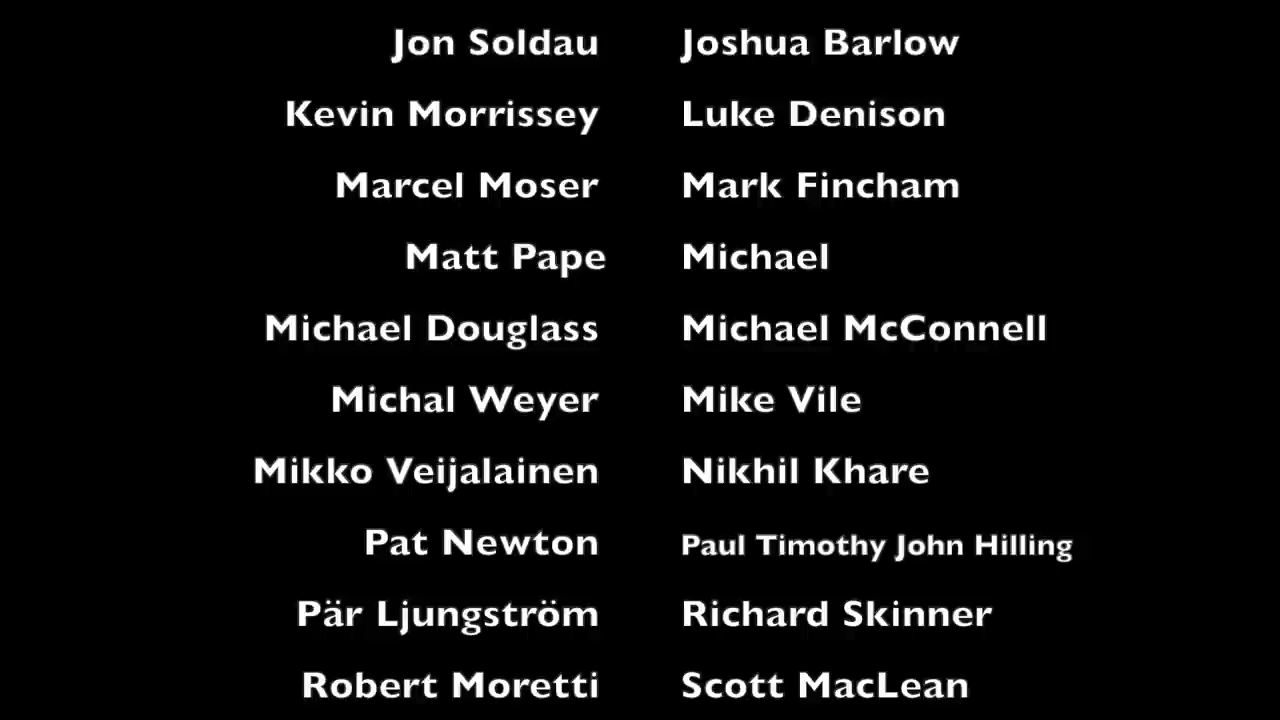 Jon Soldau Joshua Barlow
Kevin Morrissey Luke Denison
Marcel Moser Mark Fincham
Matt Pape Michael
Michael Douglass Michael McConnell
Michal Weyer Mike Vile
Mikko Veijalainen Nikhil Khare
Pat Newton Paul Timothy John Hilling
Pär Ljungström Richard Skinner
Robert Moretti Scott MacLean